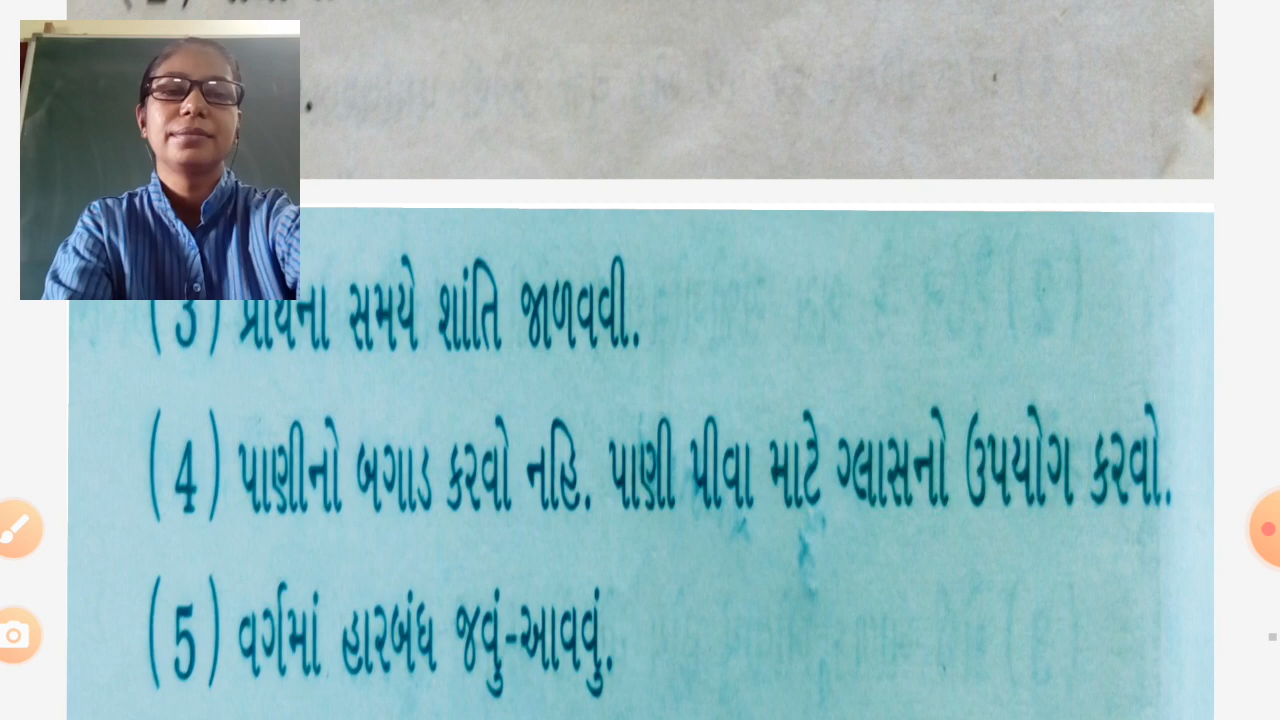 (3) પ્રાર્થના સમયે શાંતિ જાળવવી.
(4) પાણીનો બગાડ કરવો નહિ. પાણી પીવા માટે ગ્લાસનો ઉપયોગ કરવો.
(5) વર્ગમાં હારબંધ જવું-આવવું.